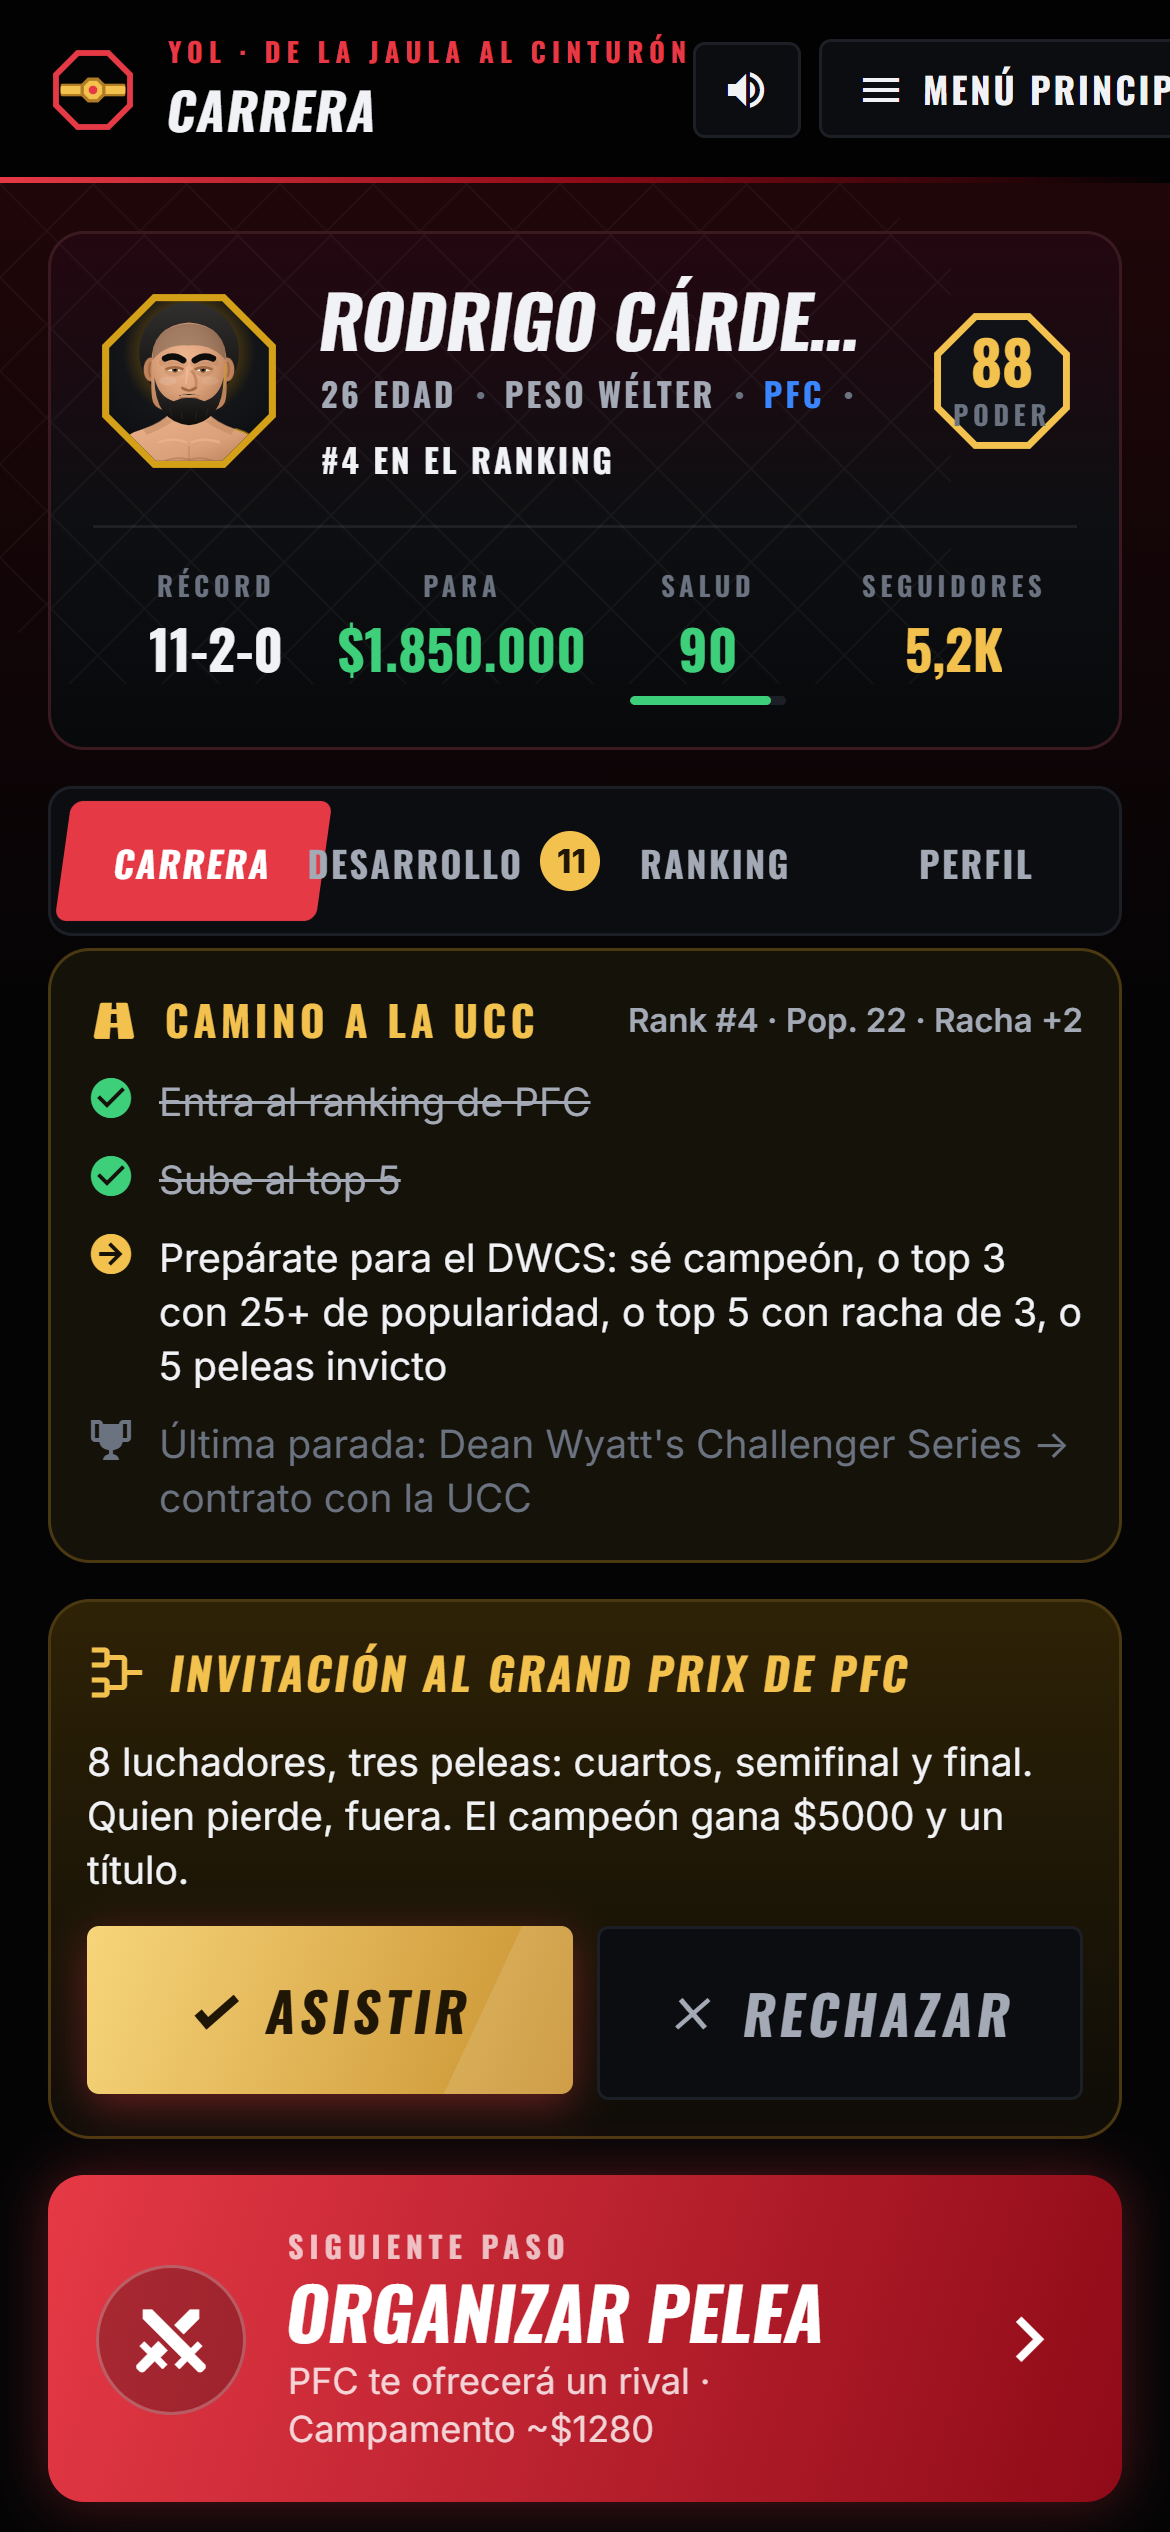 YOL · DE LA JAULA AL CINTURÓN
CARRERA
MENÚ PRINCIP
RODRIGO CÁRDE...
26 EDAD · PESO WÉLTER · PFC ·
#4 EN EL RANKING
88
PODER
RÉCORD PARA SALUD SEGUIDORES
11-2-0 $1.850.000 90 5,2K
CARRERA DESARROLLO 11 RANKING PERFIL
CAMINO A LA UCC Rank #4 · Pop. 22 · Racha +2
Entra al ranking de PFC
Sube al top 5
Prepárate para el DWCS: sé campeón, o top 3
con 25+ de popularidad, o top 5 con racha de 3, o
5 peleas invicto
Última parada: Dean Wyatt's Challenger Series →
contrato con la UCC
INVITACIÓN AL GRAND PRIX DE PFC
8 luchadores, tres peleas: cuartos, semifinal y final.
Quien pierde, fuera. El campeón gana $5000 y un
título.
ASISTIR RECHAZAR
SIGUIENTE PASO
ORGANIZAR PELEA
PFC te ofrecerá un rival ·
Campamento ~$1280